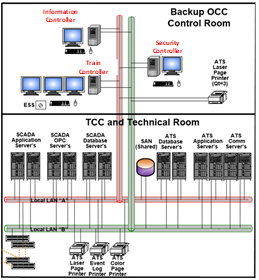 Information
Controller
Backup OCC
Control Room
Security
Controller
Train
Controller
ATS
Laser
Page
Printer
(Qt=3)
ESS
TCC and Technical Room
SCADA
Application
Server's
SCADA
OPC
Server's
SCADA
Database
Server's
SAN
(Shared)
ATS
Database
Server's
ATS
Application
Server's
ATS
Comm
Server's
Local LAN "A"
Local LAN "B"
ATS
Laser
Page
Printer
ATS
Event
Log
Printer
ATS
Color
Page
Printer